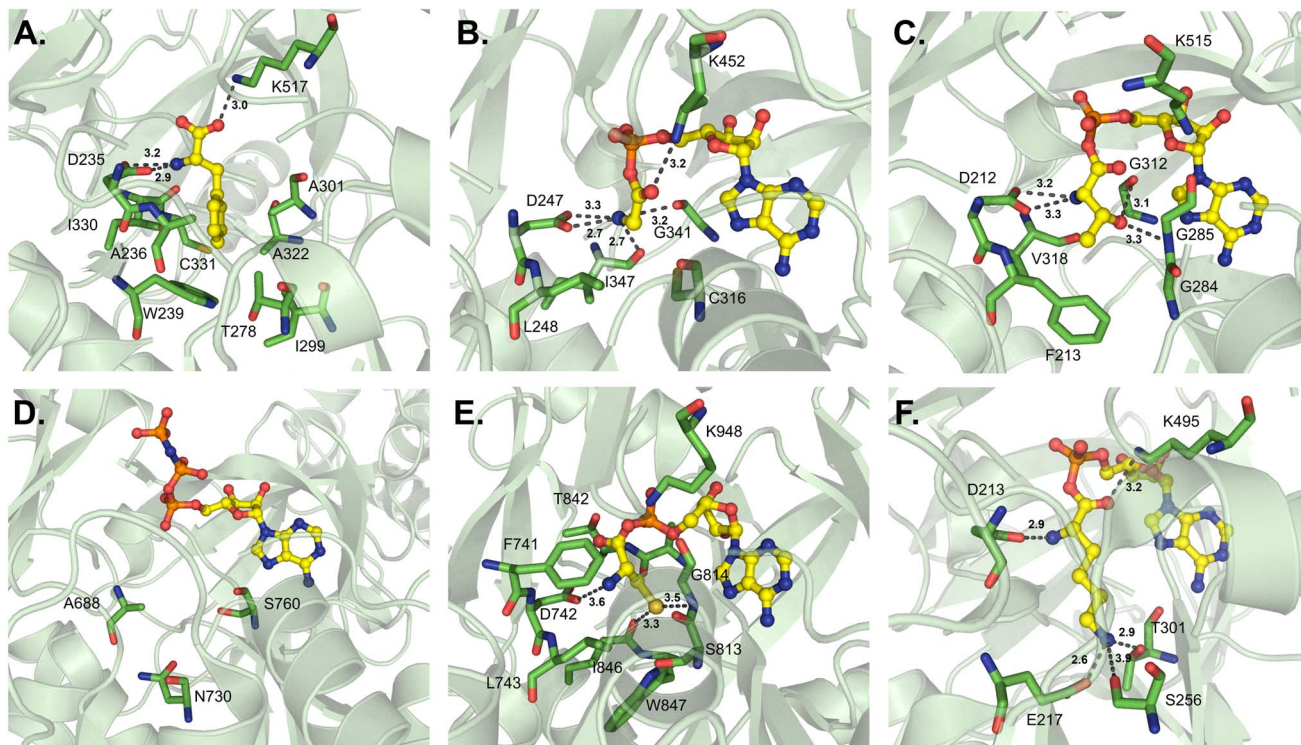 A.
K517
3.0
D235
3.2
2.9
A301
I330
A236
C331
A322
W239
T278
I299
B.
K452
3.2
D247
3.3
3.2
2.7
2.7
G341
I347
C316
L248
C.
K515
G312
D212
3.2
3.1
3.3
3.3
G285
V318
G284
F213
D.
A688
S760
N730
E.
K948
T842
F741
G814
D742
3.6
3.5
3.3
S813
I846
L743
W847
F.
K495
3.2
D213
2.9
2.9
T301
2.6
3.9
S256
E217